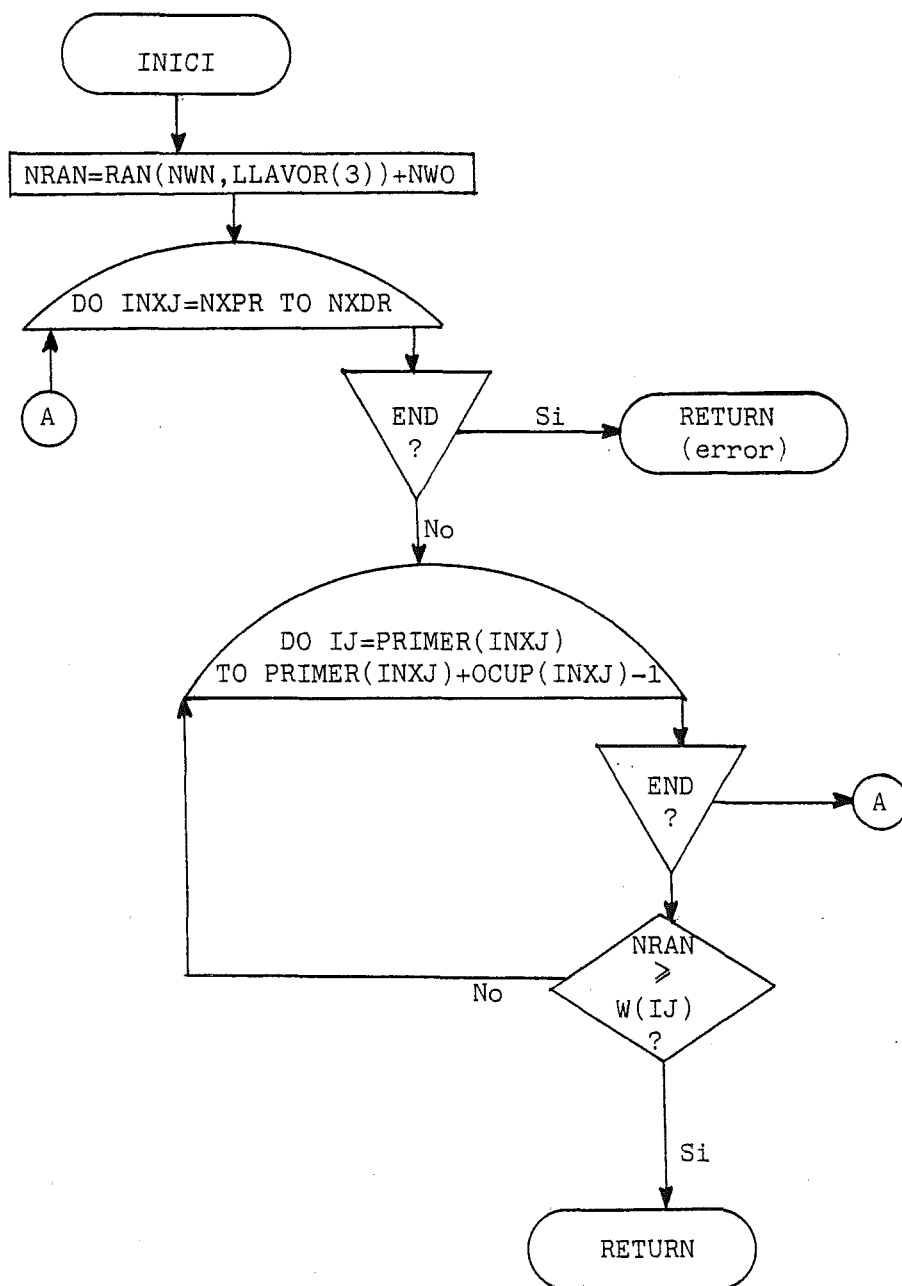 INICI
NRAN=RAN(NWN,LLAVOR(3))+NWO
DO INXJ=NXPR TO NXDR
A
END
?
Si
RETURN
(error)
No
DO IJ=PRIMER(INXJ)
TO PRIMER(INXJ)+OCUP(INXJ)-1
END
?
A
NRAN
⩾
W(IJ)
?
No
Si
RETURN